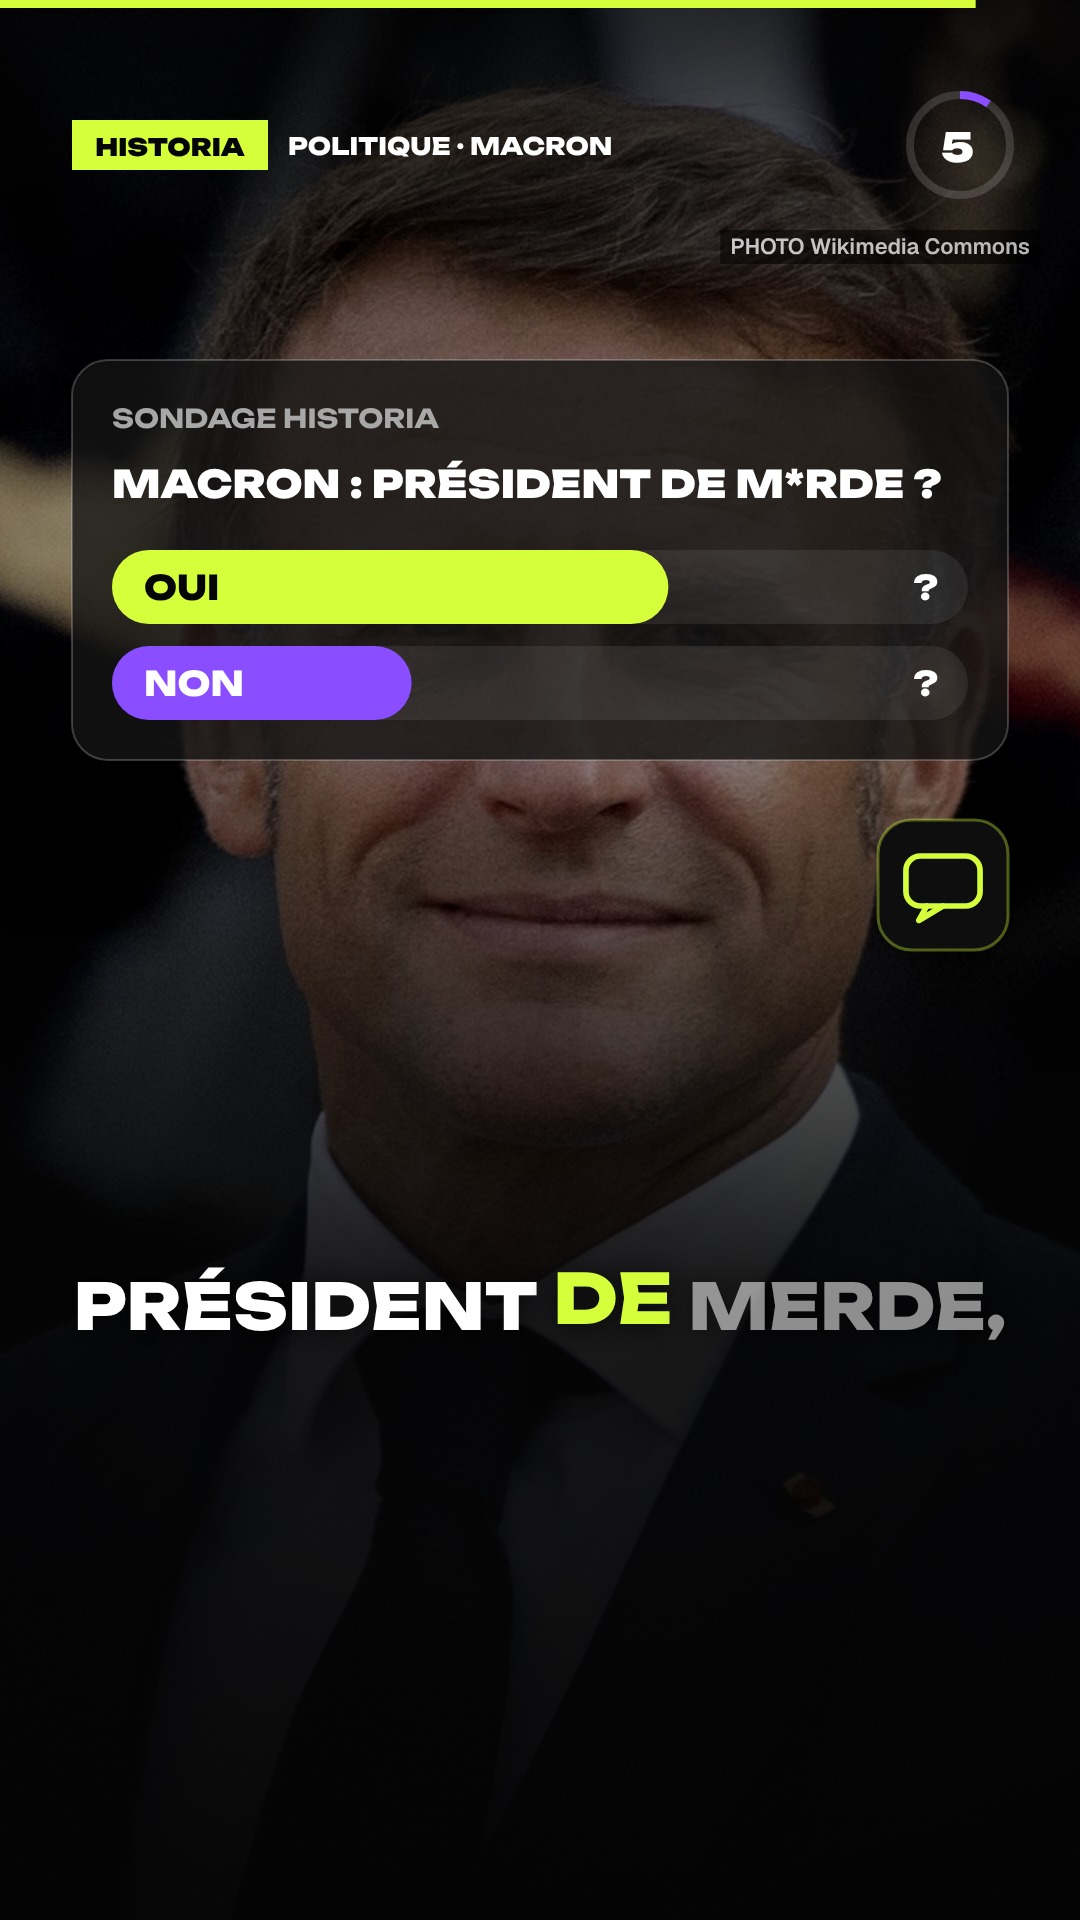 HISTORIA POLITIQUE · MACRON
5
PHOTO Wikimedia Commons
SONDAGE HISTORIA
MACRON : PRÉSIDENT DE M*RDE ?
OUI ?
NON ?
PRÉSIDENT DE MERDE,